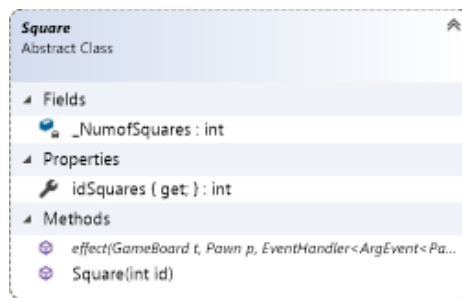 Square
Abstract Class
Fields
_NumofSquares : int
Properties
idSquares { get; } : int
Methods
effect(GameBoard t, Pawn p, EventHandler<ArgEvent<Pa...
Square(int id)